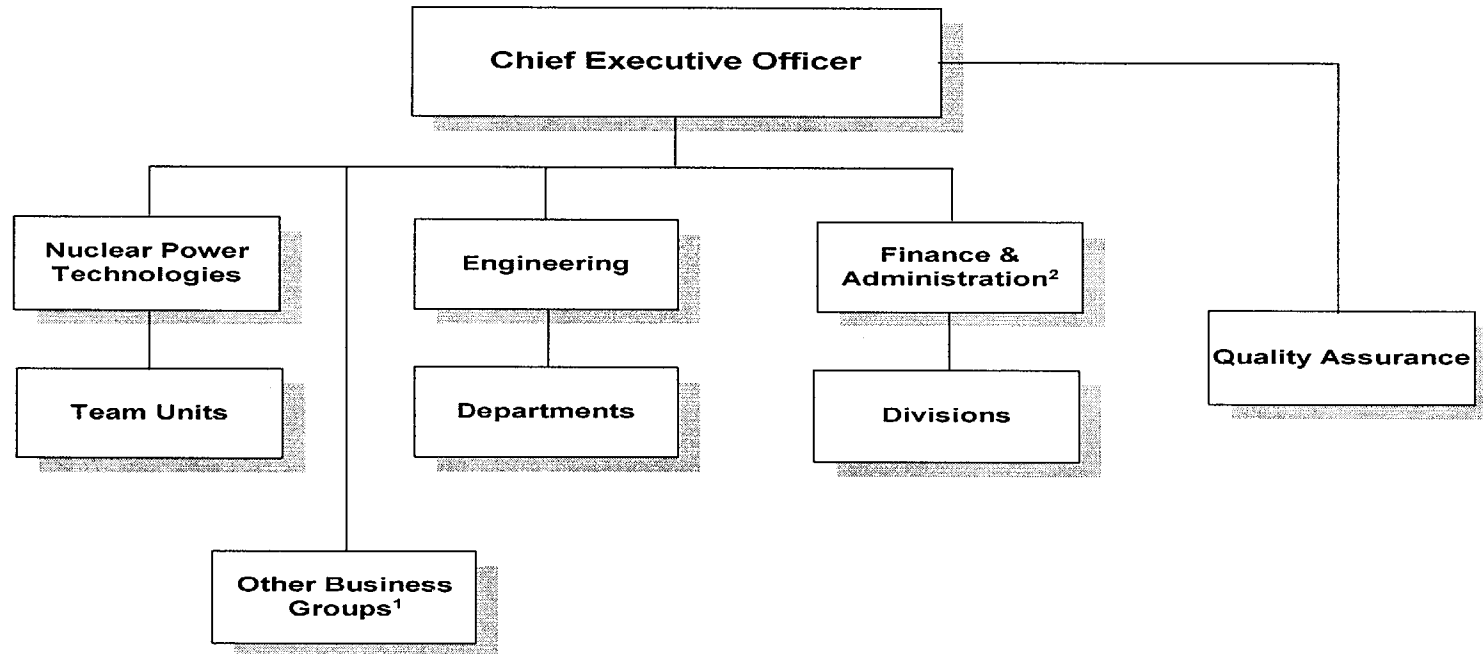 Chief Executive Officer
Nuclear Power
Technologies
Engineering
Finance &
Administration²
Quality Assurance
Team Units
Departments
Divisions
Other Business
Groups¹